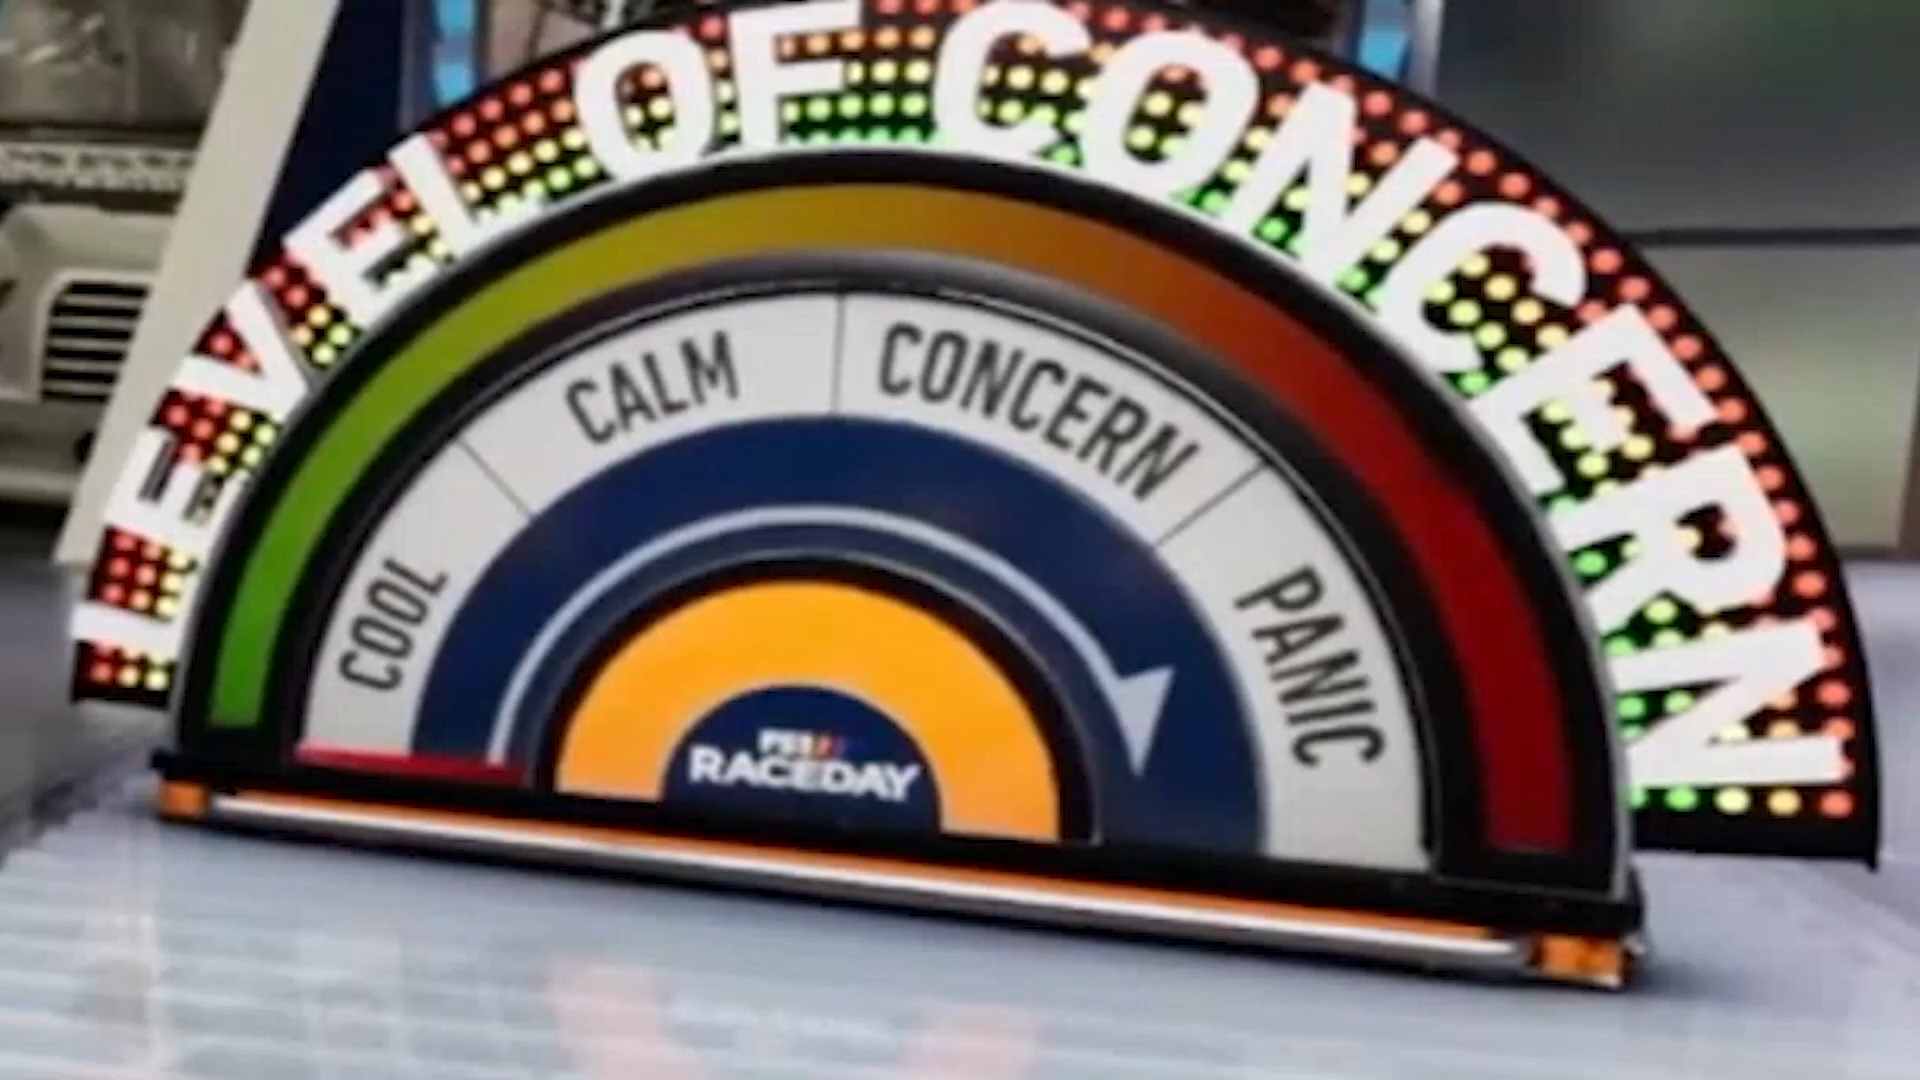 LEVEL OF CONCERN
COOL
CALM
CONCERN
PANIC
RACEDAY